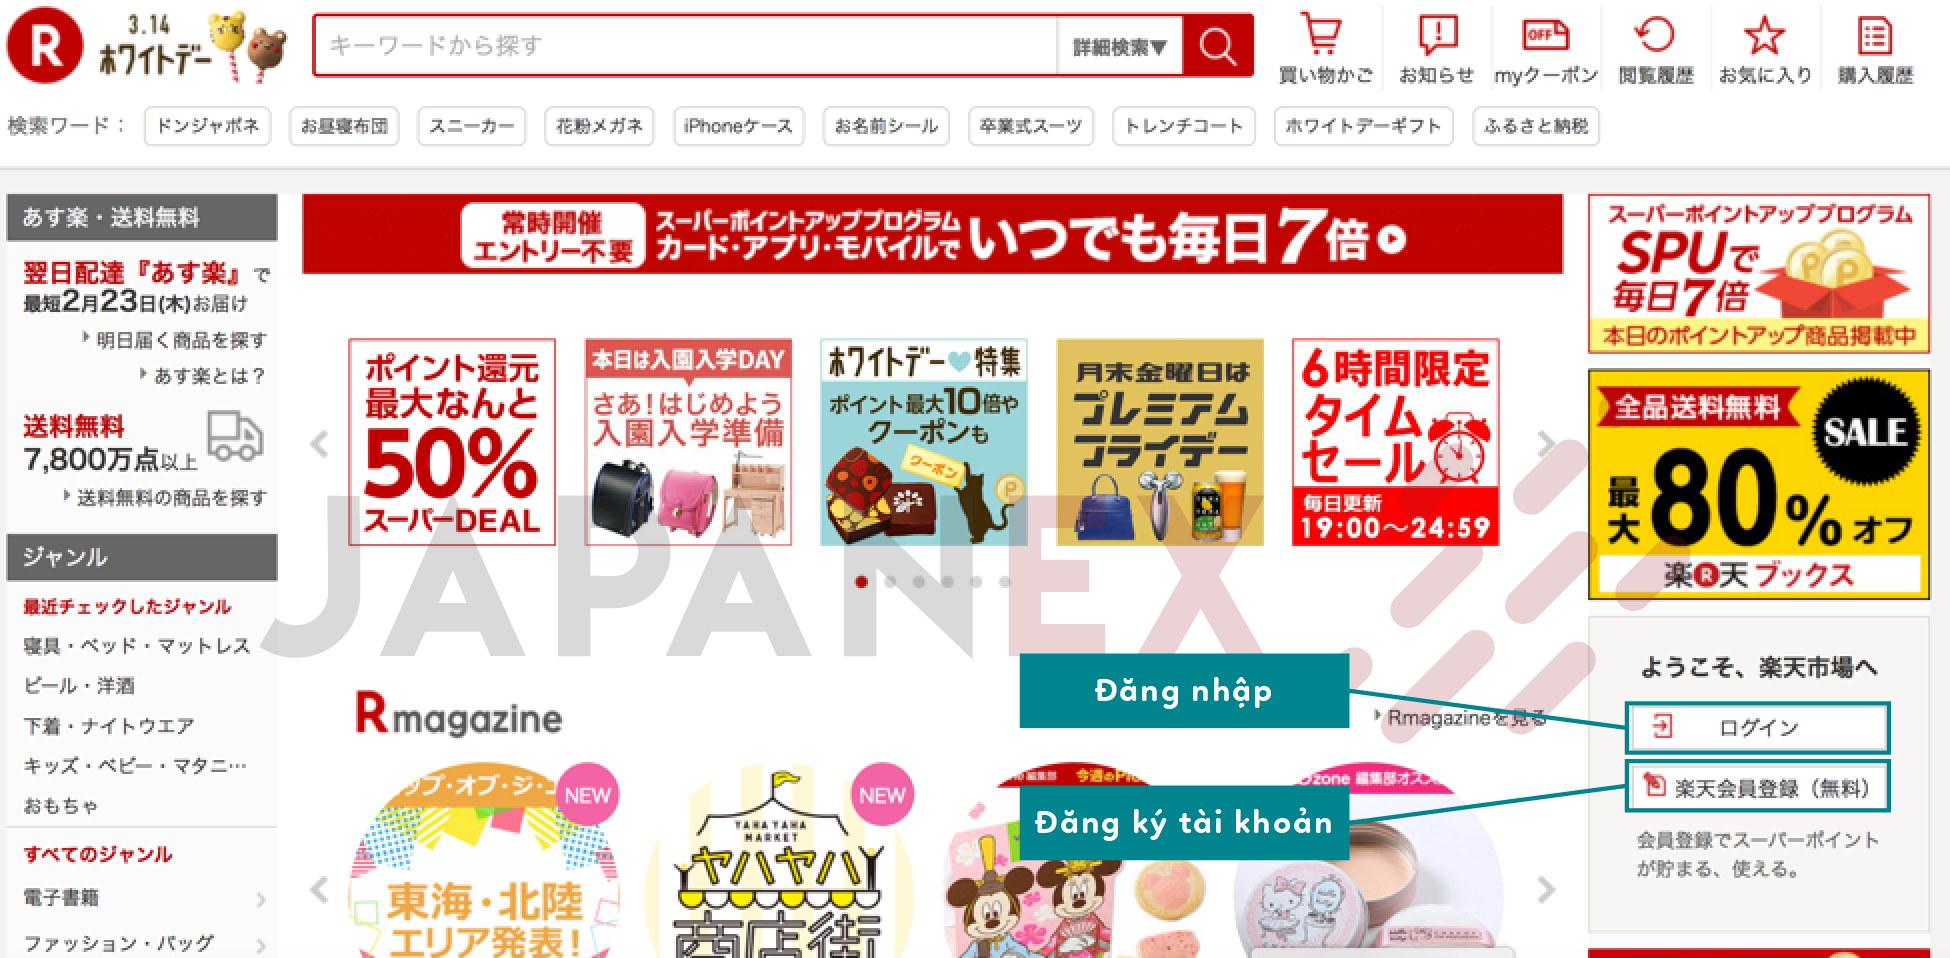 R
3.14
ホワイトデー
キーワードから探す
詳細検索▼
買い物かご
お知らせ
OFF
myクーポン
閲覧履歴
お気に入り
購入履歴
検索ワード：
ドンジャボネ
お昼寝布団
スニーカー
花粉メガネ
iPhoneケース
お名前シール
卒業式スーツ
トレンチコート
ホワイトデーギフト
ふるさと納税
あす楽・送料無料
翌日配達『あす楽』で
最短2月23日(木)お届け
明日届く商品を探す
あす楽とは？
送料無料
7,800万点以上
送料無料の商品を探す
ジャンル
最近チェックしたジャンル
寝具・ベッド・マットレス
ビール・洋酒
下着・ナイトウエア
キッズ・ベビー・マタニ…
おもちゃ
すべてのジャンル
電子書籍
ファッション・バッグ
常時開催
エントリー不要
スーパーポイントアッププログラム
カード・アプリ・モバイルで
いつでも毎日7倍
ポイント還元
最大なんと
50%
スーパーDEAL
本日は入園入学DAY
さあ！はじめよう
入園入学準備
ホワイトデー特集
ポイント最大10倍や
クーポンも
クーポン
P
月末金曜日は
プレミアム
フライデー
6時間限定
タイム
セール
毎日更新
19:00～24:59
JAPANEX
R magazine
Rmagazineを見る
Đăng nhập
Đăng ký tài khoản
NEW
東海・北陸
エリア発表！
NEW
YAHA YAHA
MARKET
ヤハヤハ
商店街
編集部
zone 編集部オス
スーパーポイントアッププログラム
SPUで
毎日7倍
P
P
本日のポイントアップ商品掲載中
全品送料無料
SALE
最大80%オフ
楽R天ブックス
ようこそ、楽天市場へ
ログイン
楽天会員登録（無料）
会員登録でスーパーポイント
が貯まる、使える。